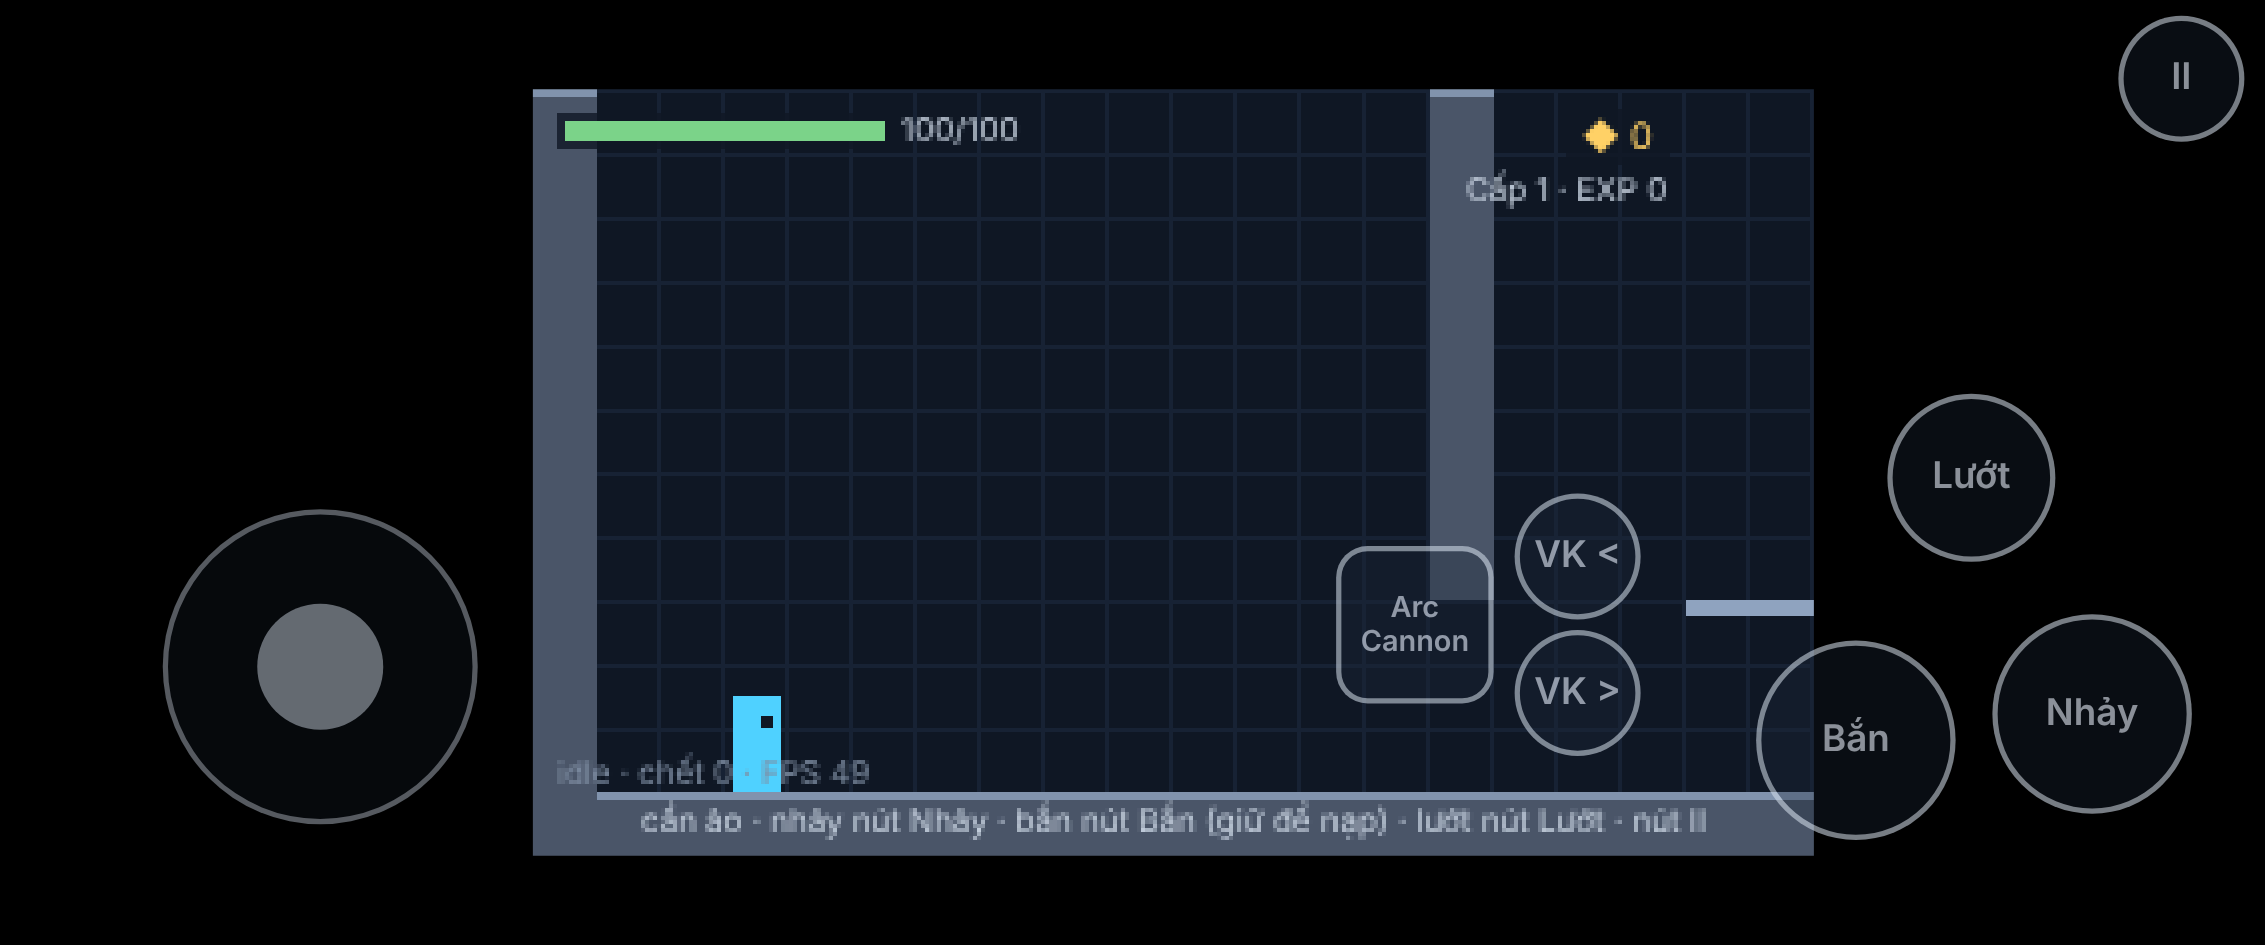 II
100/100
0
Cấp 1 · EXP 0
Lướt
VK <
Arc
Cannon
VK >
Nhảy
Bắn
idle · chết 0 · FPS 49
cần ảo · nhảy nút Nhảy · bắn nút Bắn (giữ để nạp) · lướt nút Lướt · nút II